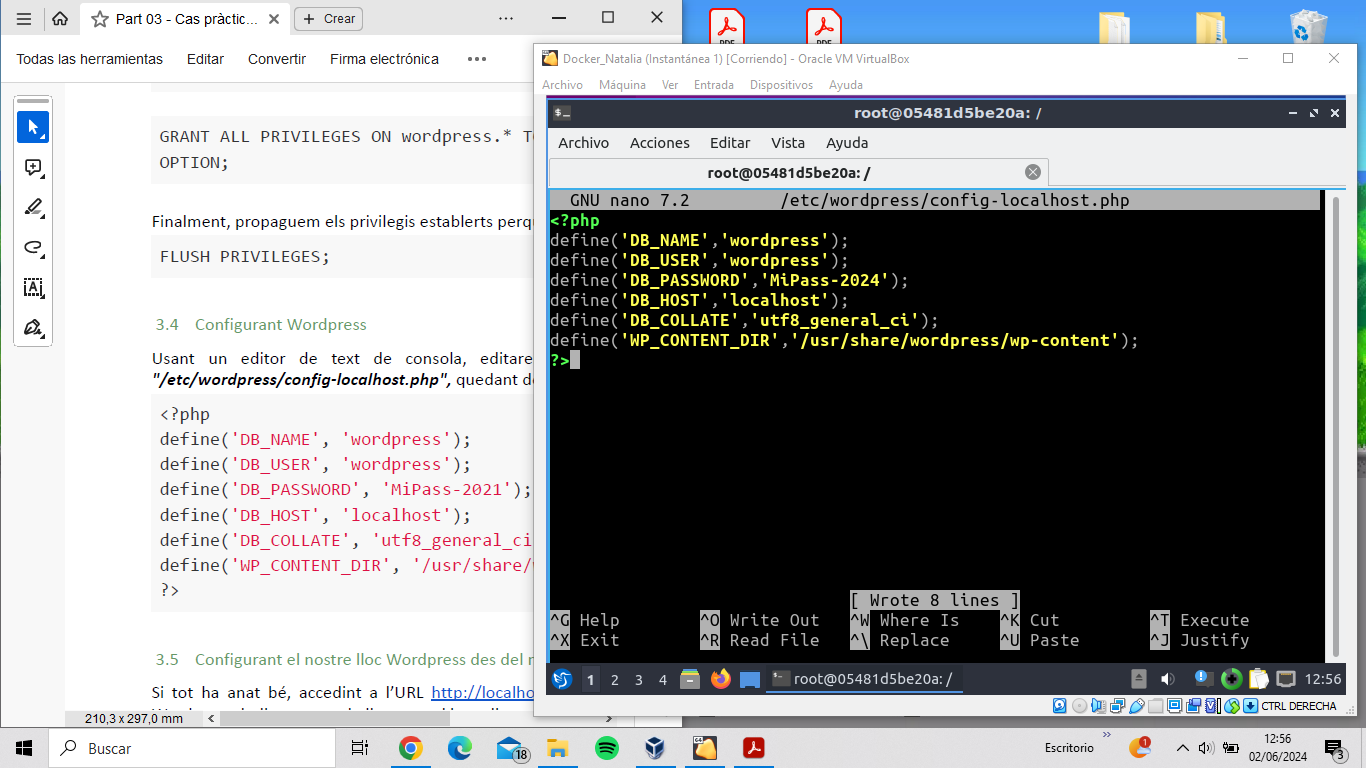 Part 03 - Cas pràctic...
Crear
Todas las herramientas
Editar
Convertir
Firma electrónica
GRANT ALL PRIVILEGES ON wordpress.*
OPTION;
Finalment, propaguem els privilegis establerts
FLUSH PRIVILEGES;
3.4 Configurant Wordpress
Usant un editor de text de consola,
"/etc/wordpress/config-localhost.php", quedant
<?php
define('DB_NAME', 'wordpress');
define('DB_USER', 'wordpress');
define('DB_PASSWORD', 'MiPass-2021');
define('DB_HOST', 'localhost');
define('DB_COLLATE', 'utf8_general_ci
define('WP_CONTENT_DIR', '/usr/share/
?>
3.5 Configurant el nostre lloc Wordpress des del
Si tot ha anat bé, accedint a l'URL http://localho
210,3 x 297,0 mm
PDF
PDF
Docker_Natalia (Instantánea 1) [Corriendo] - Oracle VM VirtualBox
Archivo Máquina Ver Entrada Dispositivos Ayuda
root@05481d5be20a: /
Archivo Acciones Editar Vista Ayuda
root@05481d5be20a: /
GNU nano 7.2 /etc/wordpress/config-localhost.php
<?php
define('DB_NAME','wordpress');
define('DB_USER','wordpress');
define('DB_PASSWORD','MiPass-2024');
define('DB_HOST','localhost');
define('DB_COLLATE','utf8_general_ci');
define('WP_CONTENT_DIR','/usr/share/wordpress/wp-content');
?>
[ Wrote 8 lines ]
^G Help ^O Write Out ^W Where Is ^K Cut ^T Execute
^X Exit ^R Read File ^\ Replace ^U Paste ^J Justify
1 2 3 4 root@05481d5be20a: / 12:56
CTRL DERECHA
Buscar
18
Escritorio
1
12:56
02/06/2024
3